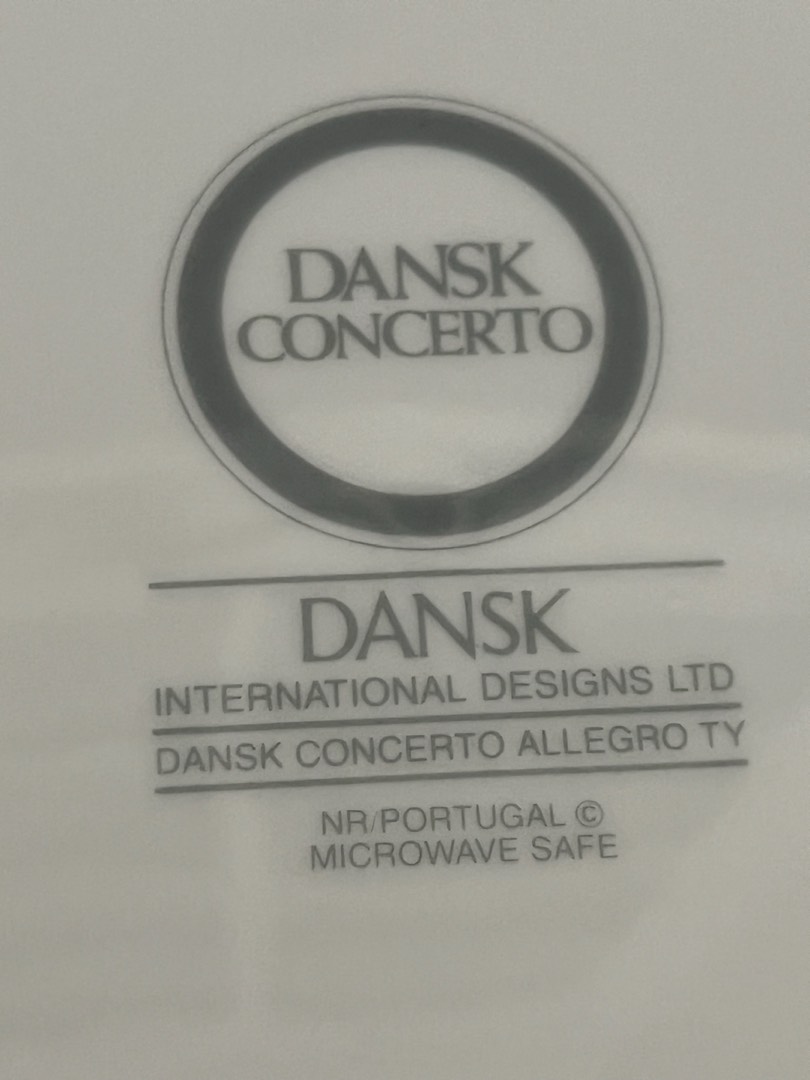 DANSK
CONCERTO
DANSK
INTERNATIONAL DESIGNS LTD
DANSK CONCERTO ALLEGRO TY
NR/PORTUGAL ©
MICROWAVE SAFE